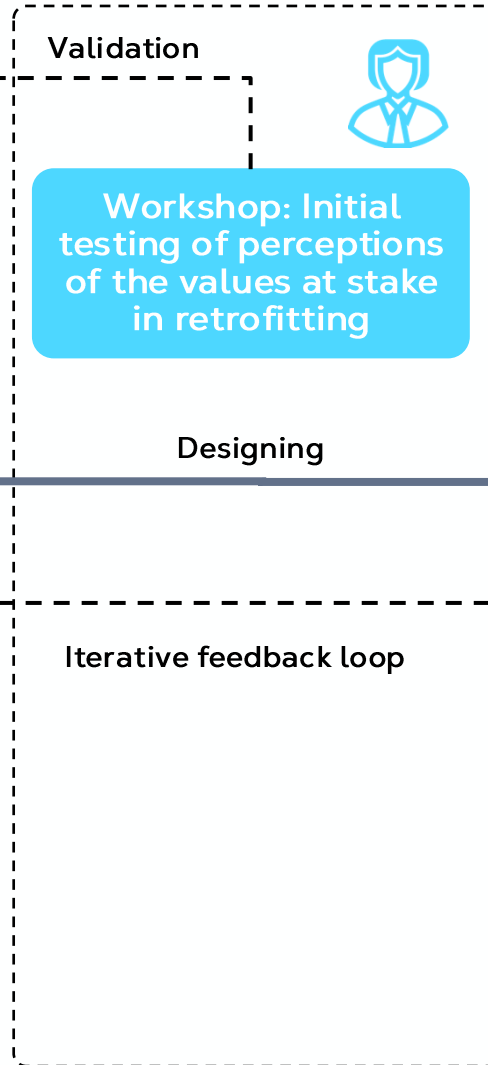 Validation
Workshop: Initial
testing of perceptions
of the values at stake
in retrofitting
Designing
Iterative feedback loop